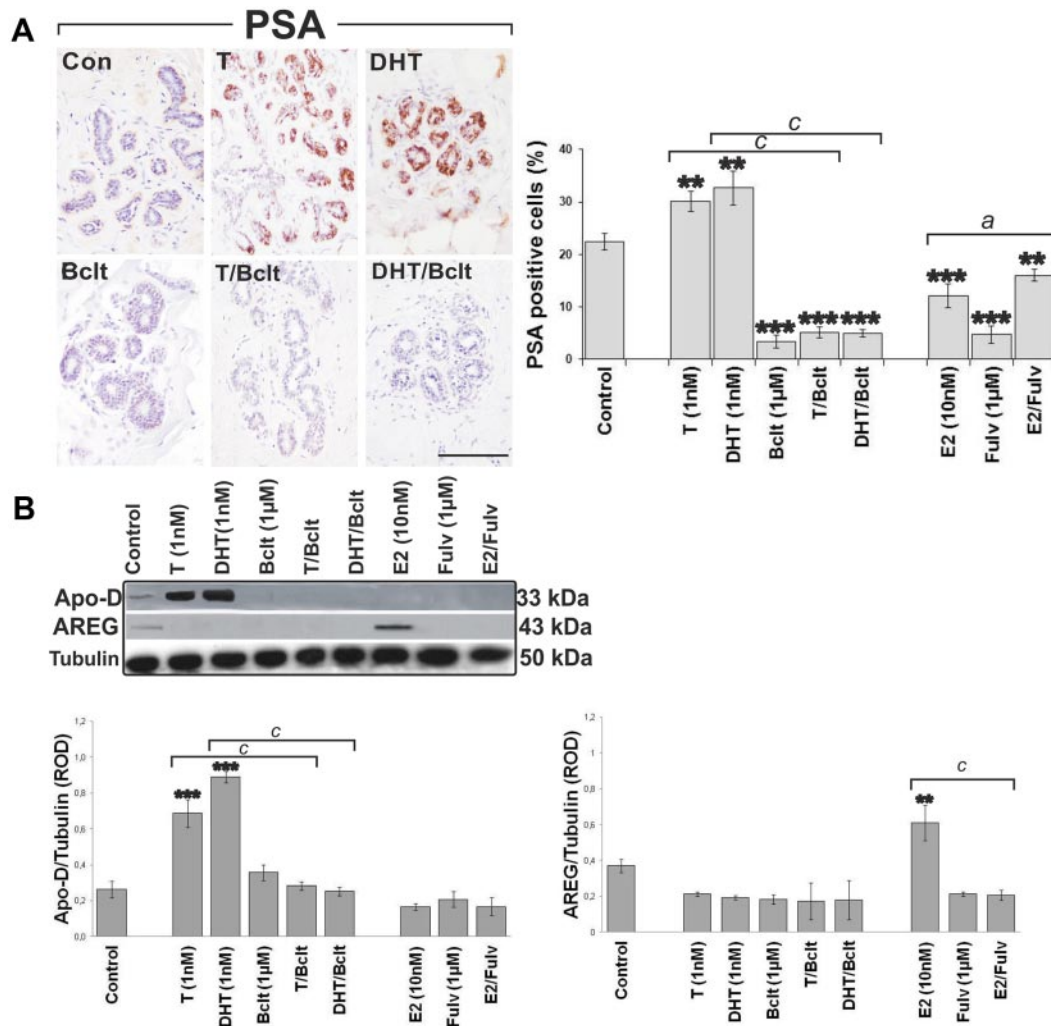 A
PSA
Con
T
DHT
Bclt
T/Bclt
DHT/Bclt
PSA positive cells (%)
40
30
20
10
0
c
c
a
**
**
***
***
***
***
***
**
Control
T (1nM)
DHT (1nM)
Bclt (1µM)
T/Bclt
DHT/Bclt
E2 (10nM)
Fulv (1µM)
E2/Fulv
B
Control
T (1nM)
DHT(1nM)
Bclt (1µM)
T/Bclt
DHT/Bclt
E2 (10nM)
Fulv (1µM)
E2/Fulv
Apo-D 33 kDa
AREG 43 kDa
Tubulin 50 kDa
Apo-D/Tubulin (ROD)
1,2
1
0,8
0,6
0,4
0,2
0,0
c
c
***
***
Control
T (1nM)
DHT (1nM)
Bclt (1µM)
T/Bclt
DHT/Bclt
E2 (10nM)
Fulv (1µM)
E2/Fulv
AREG/Tubulin (ROD)
1,2
1
0,8
0,6
0,4
0,2
0
c
**
Control
T (1nM)
DHT (1nM)
Bclt (1µM)
T/Bclt
DHT/Bclt
E2 (10nM)
Fulv (1µM)
E2/Fulv